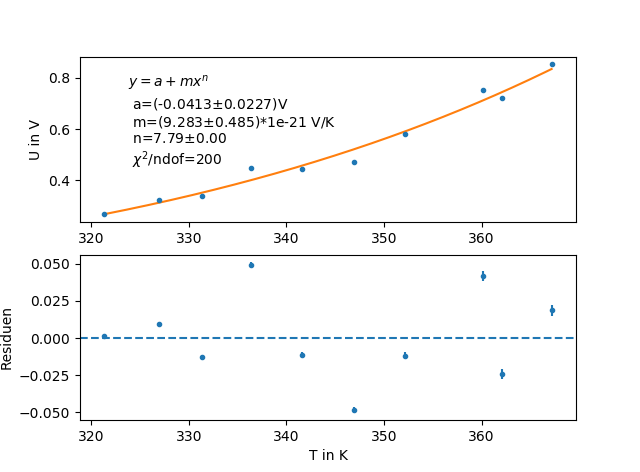 y = a + mxⁿ
a=(-0.0413±0.0227)V
m=(9.283±0.485)*1e-21 V/K
n=7.79±0.00
χ²/ndof=200
U in V
0.8
0.6
0.4
320 330 340 350 360
Residuen
0.050
0.025
0.000
−0.025
−0.050
320 330 340 350 360
T in K